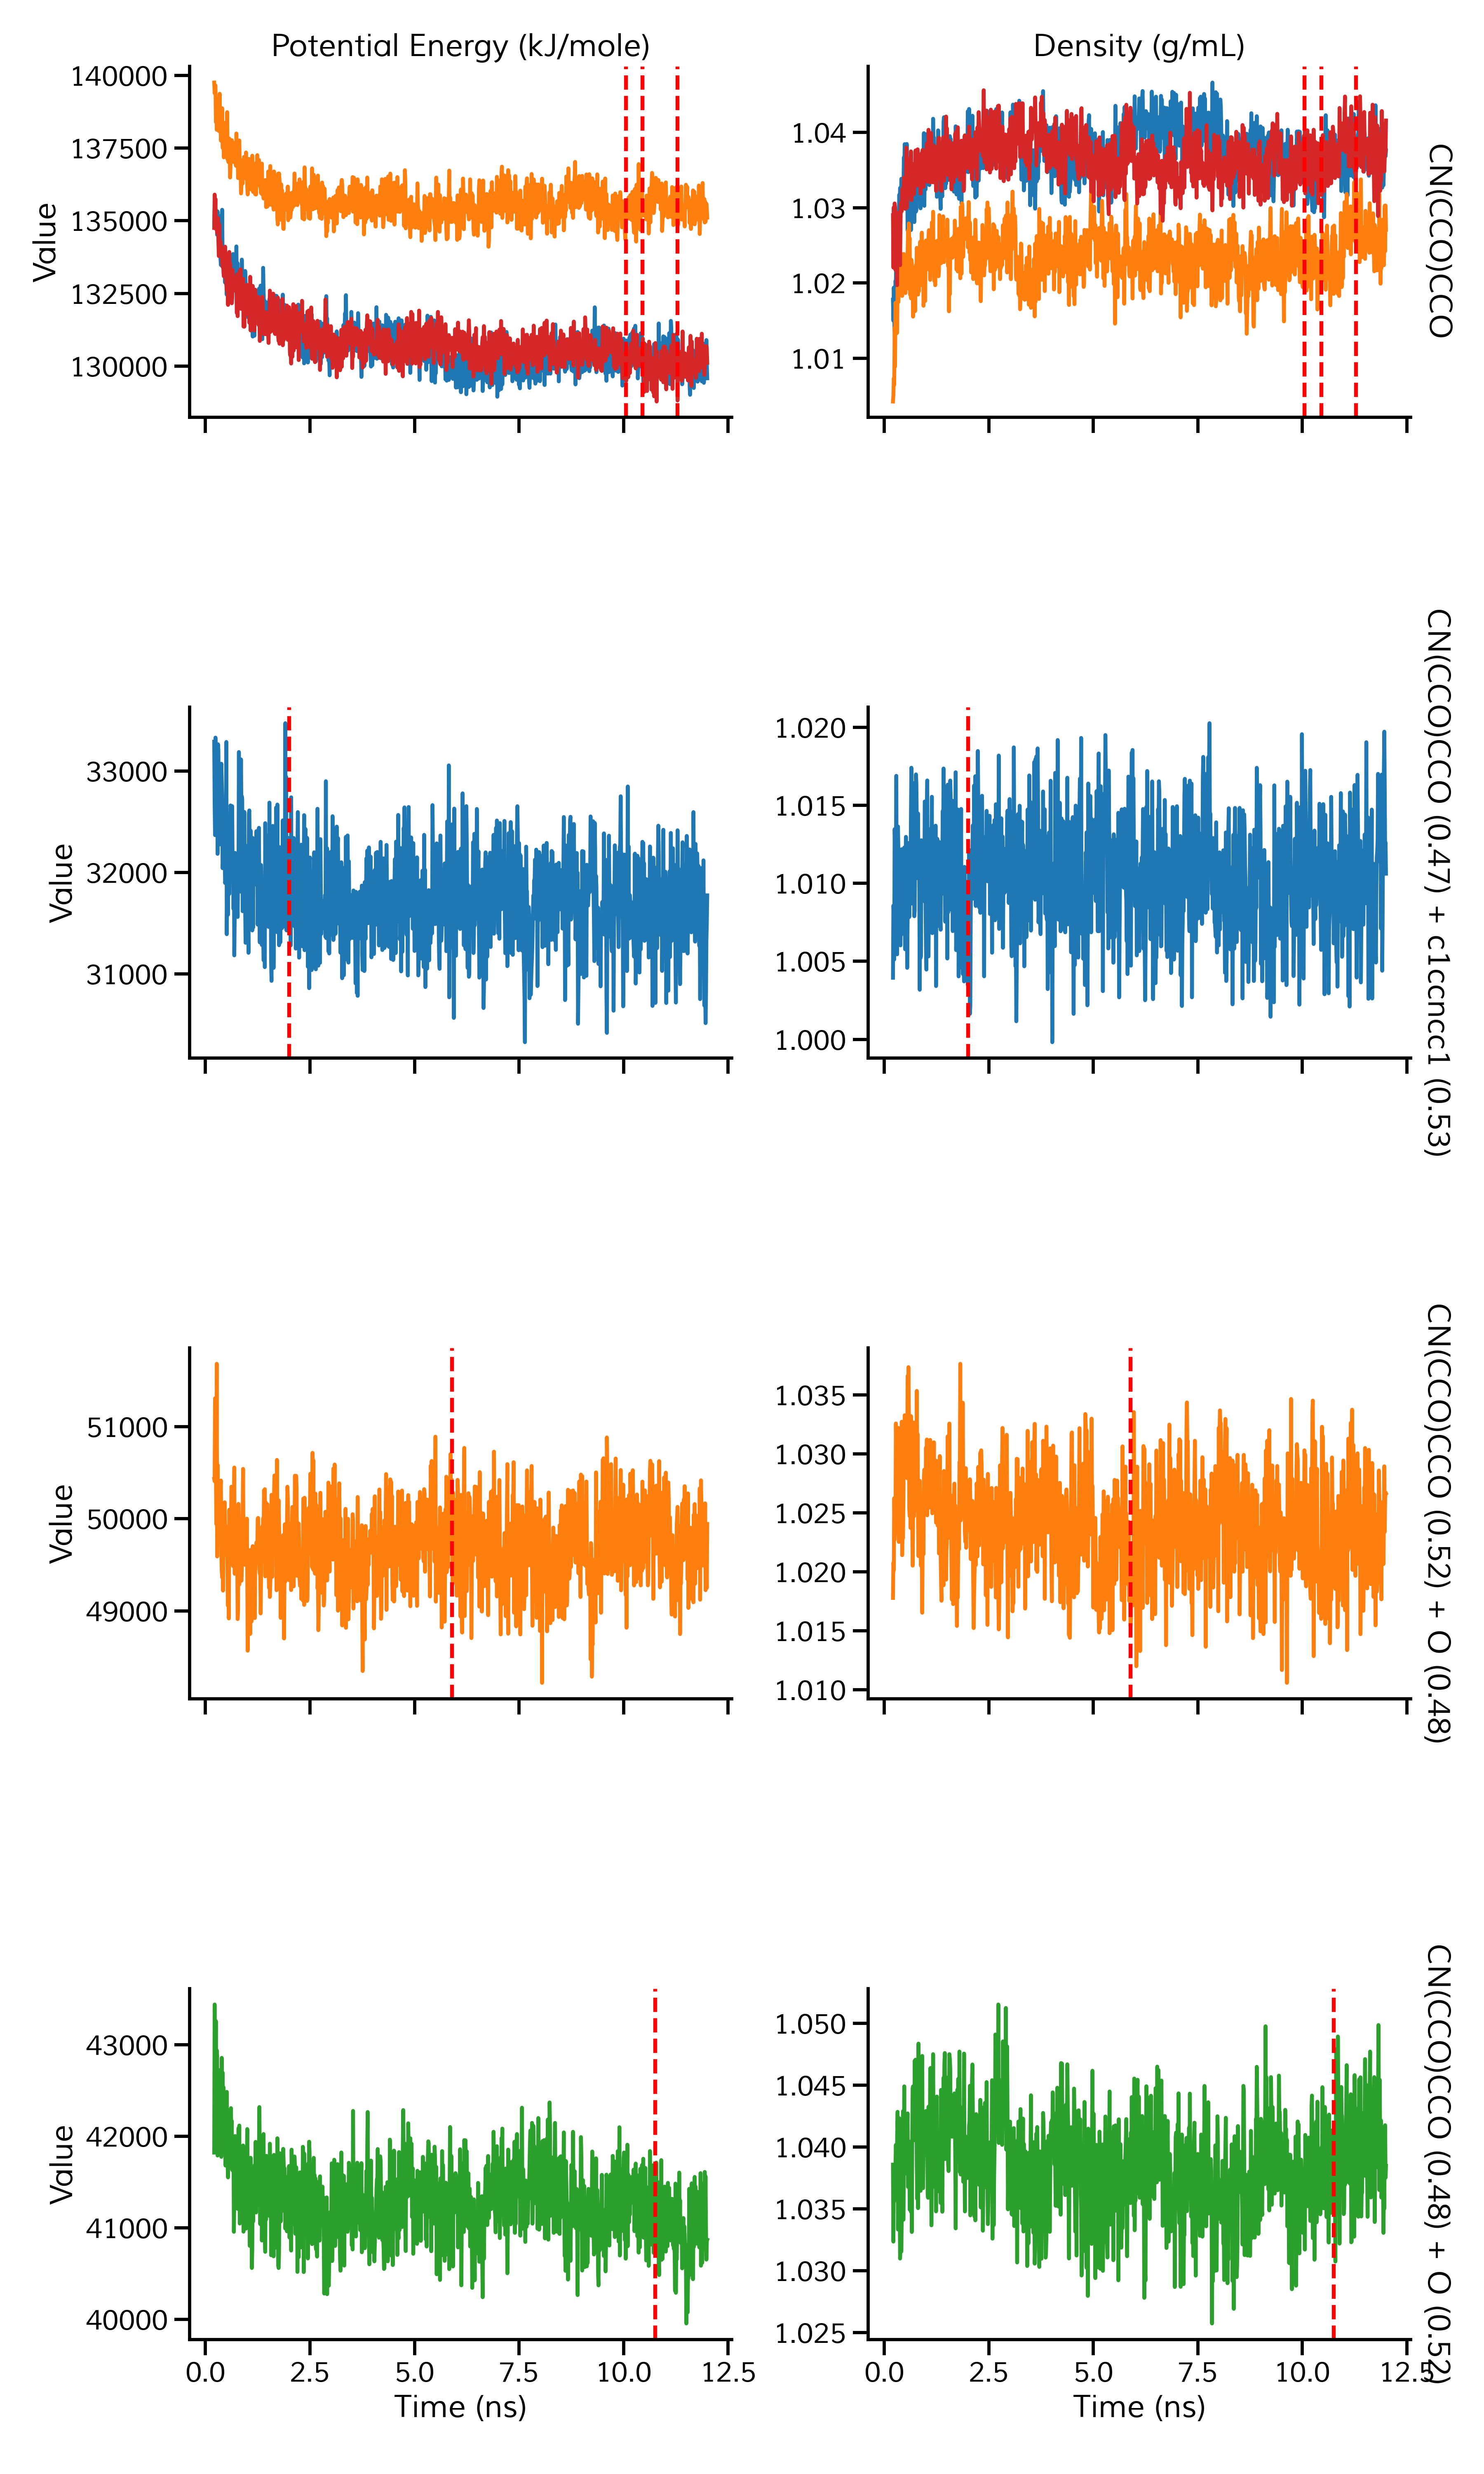 Potential Energy (kJ/mole)
Density (g/mL)
140000
137500
135000
132500
130000
Value
1.04
1.03
1.02
1.01
CN(CCO)CCO
33000
32000
31000
Value
1.020
1.015
1.010
1.005
1.000
CN(CCO)CCO (0.47) + c1ccncc1 (0.53)
51000
50000
49000
Value
1.035
1.030
1.025
1.020
1.015
1.010
CN(CCO)CCO (0.52) + O (0.48)
43000
42000
41000
40000
Value
0.0 2.5 5.0 7.5 10.0 12.5
Time (ns)
1.050
1.045
1.040
1.035
1.030
1.025
0.0 2.5 5.0 7.5 10.0 12.5
Time (ns)
CN(CCO)CCO (0.48) + O (0.52)